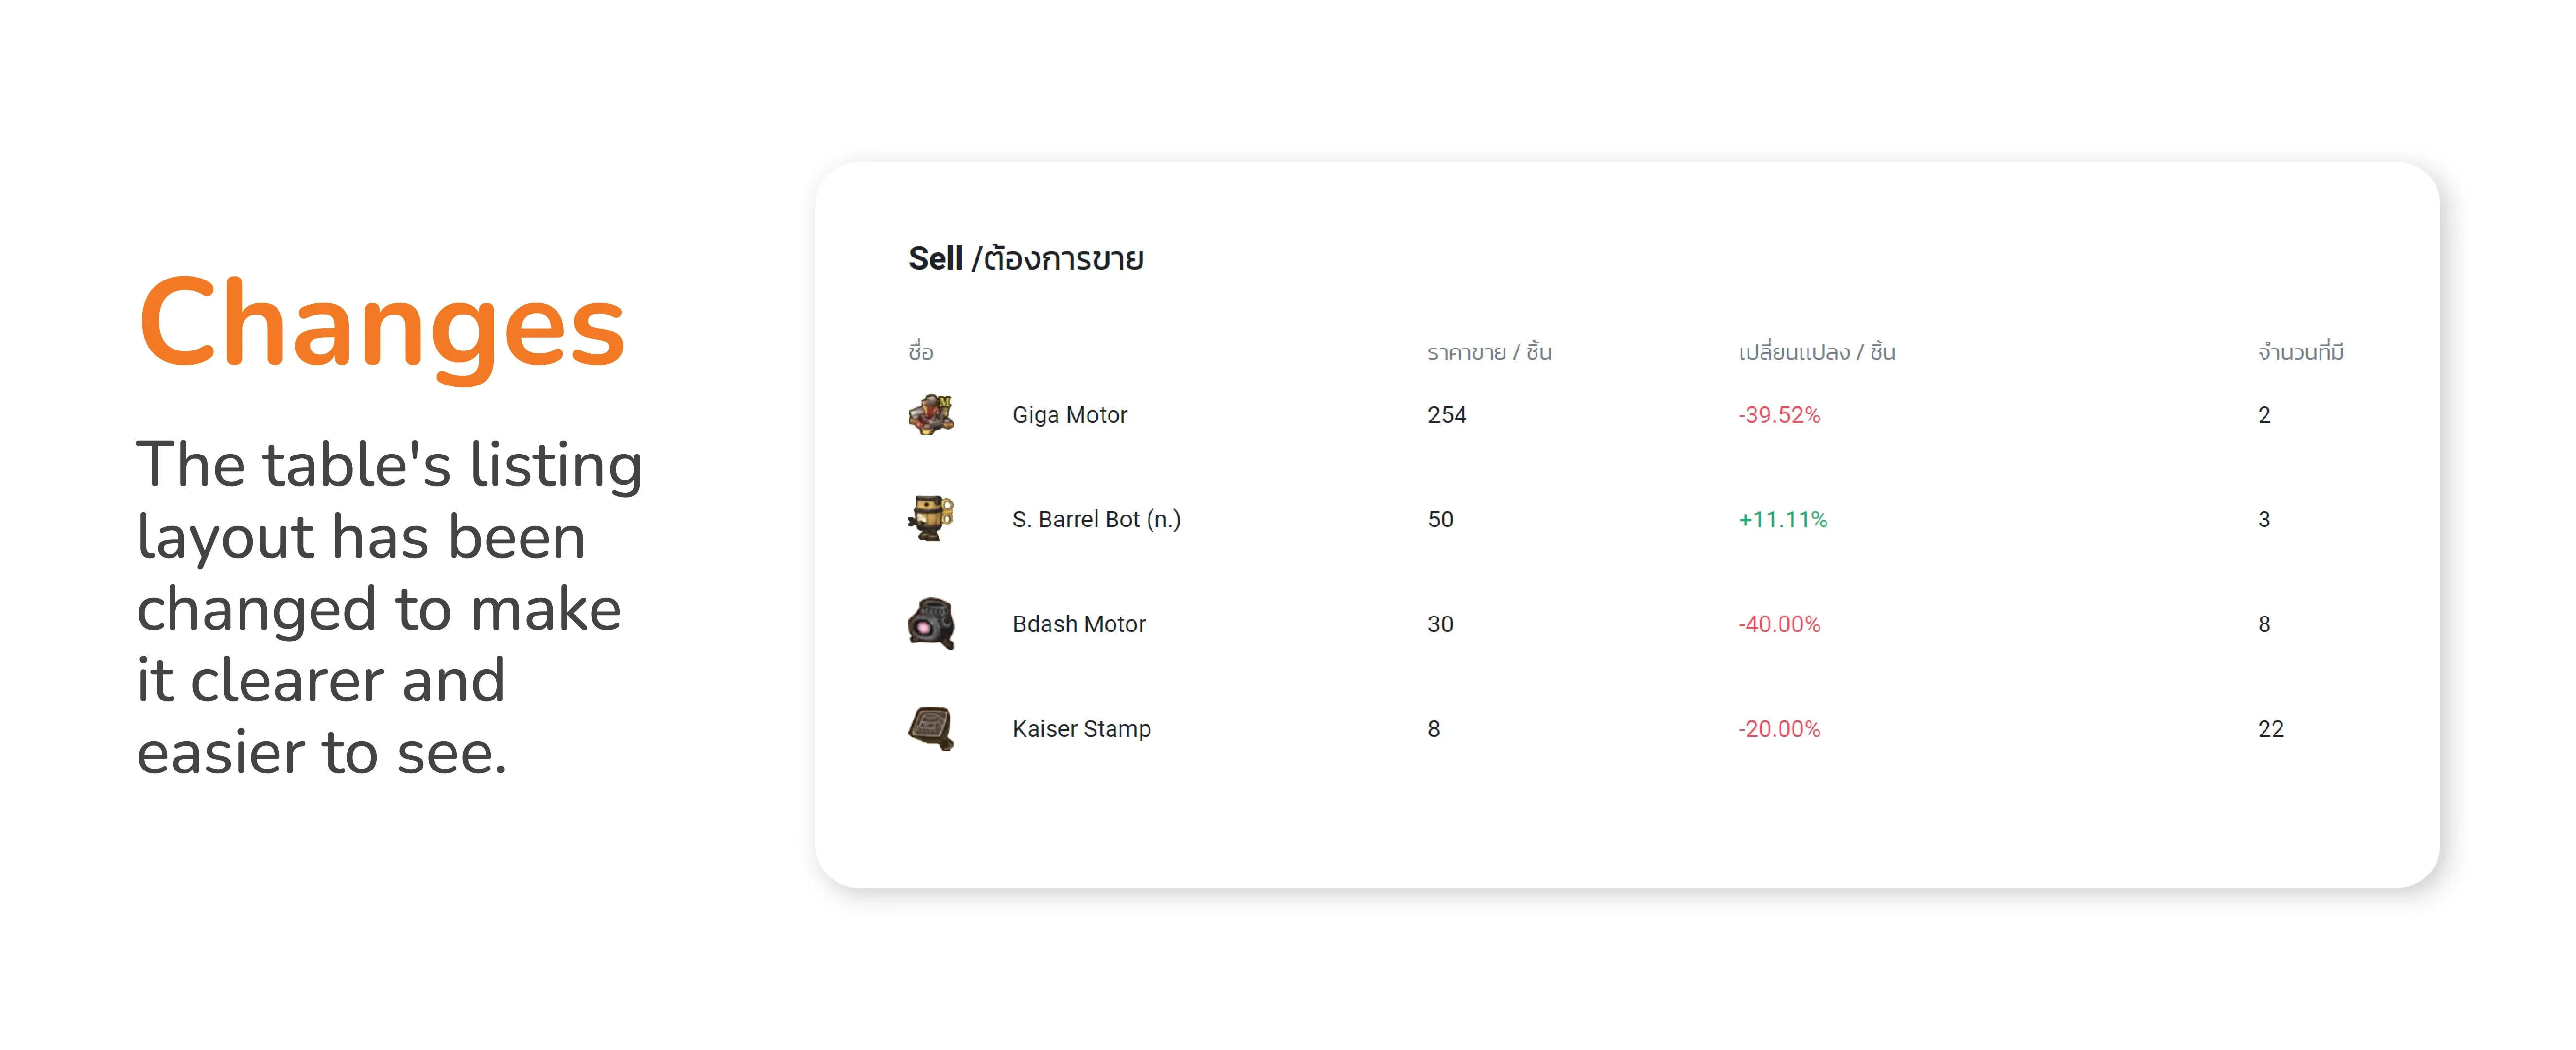 Changes
The table's listing
layout has been
changed to make
it clearer and
easier to see.
Sell /ต้องการขาย
ชื่อ ราคาขาย / ชิ้น เปลี่ยนแปลง / ชิ้น จำนวนที่มี
M
Giga Motor 254 -39.52% 2
S. Barrel Bot (n.) 50 +11.11% 3
Bdash Motor 30 -40.00% 8
Kaiser Stamp 8 -20.00% 22